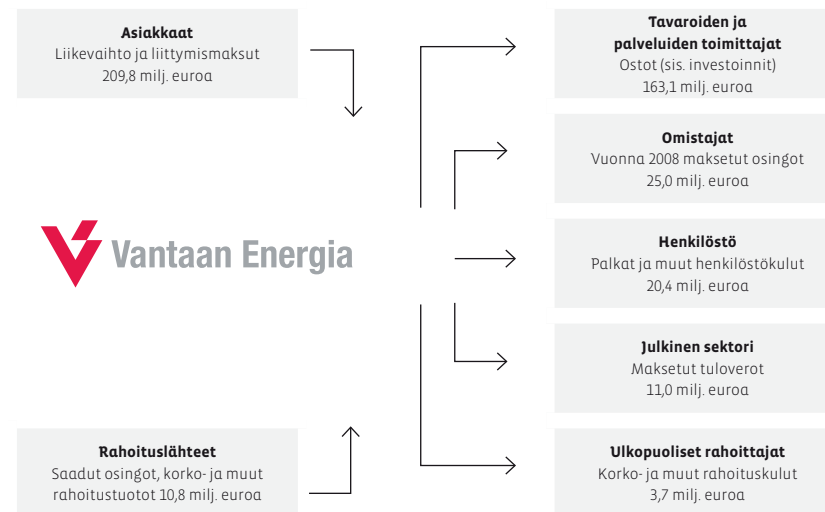 Asiakkaat
Liikevaihto ja liittymismaksut
209,8 milj. euroa
Vantaan Energia
Rahoituslähteet
Saadut osingot, korko- ja muut
rahoitustuotot 10,8 milj. euroa
Tavaroiden ja
palveluiden toimittajat
Ostot (sis. investoinnit)
163,1 milj. euroa
Omistajat
Vuonna 2008 maksetut osingot
25,0 milj. euroa
Henkilöstö
Palkat ja muut henkilöstökulut
20,4 milj. euroa
Julkinen sektori
Maksetut tuloverot
11,0 milj. euroa
Ulkopuoliset rahoittajat
Korko- ja muut rahoituskulut
3,7 milj. euroa